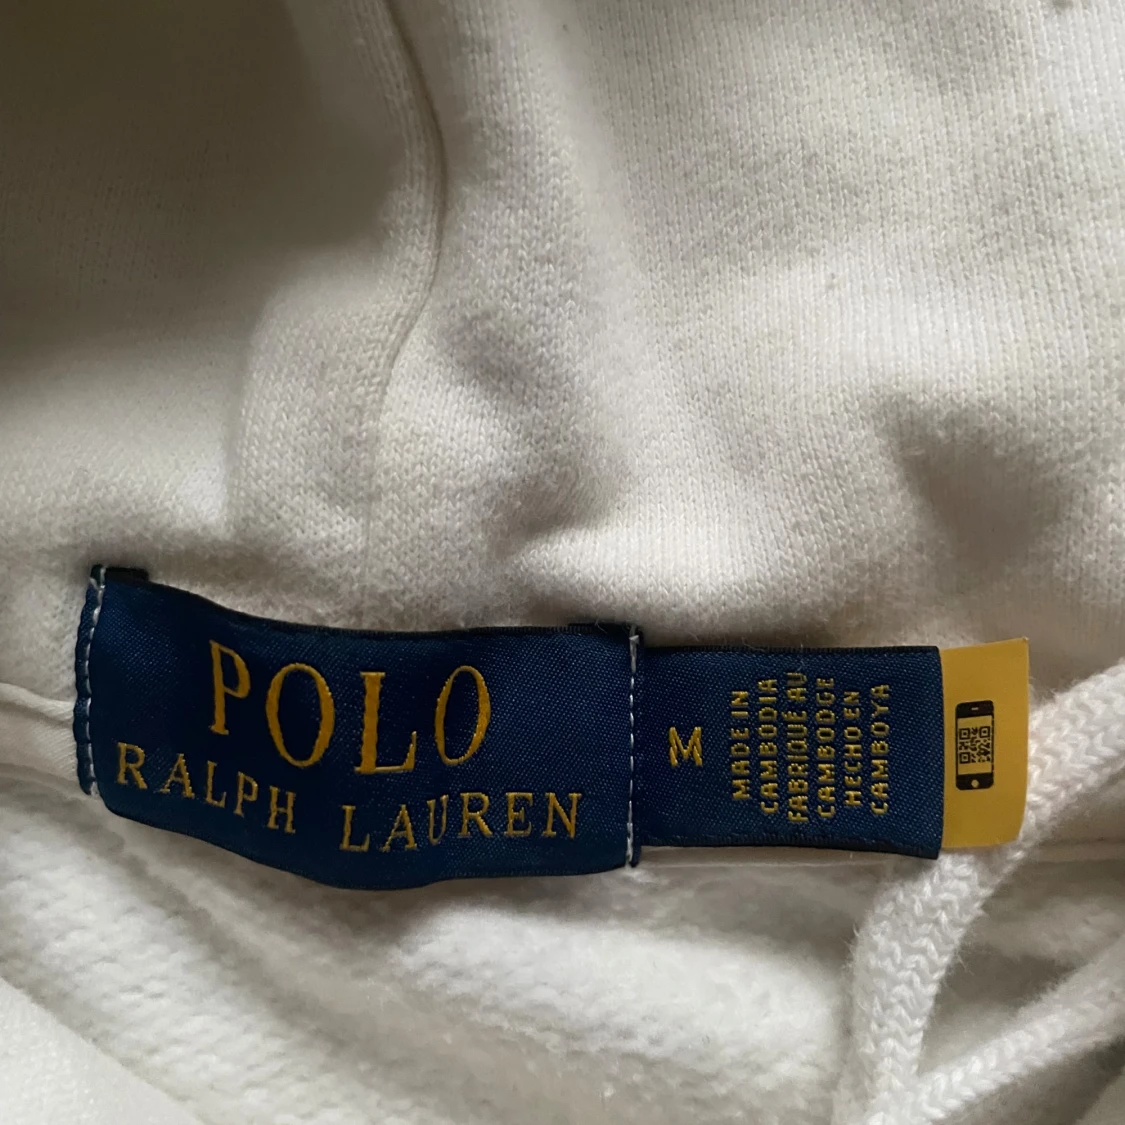 POLO
RALPH LAUREN
M
MADE IN
CAMBODIA
FABRIQUÉ AU
CAMBODGE
HECHO EN
CAMBOYA